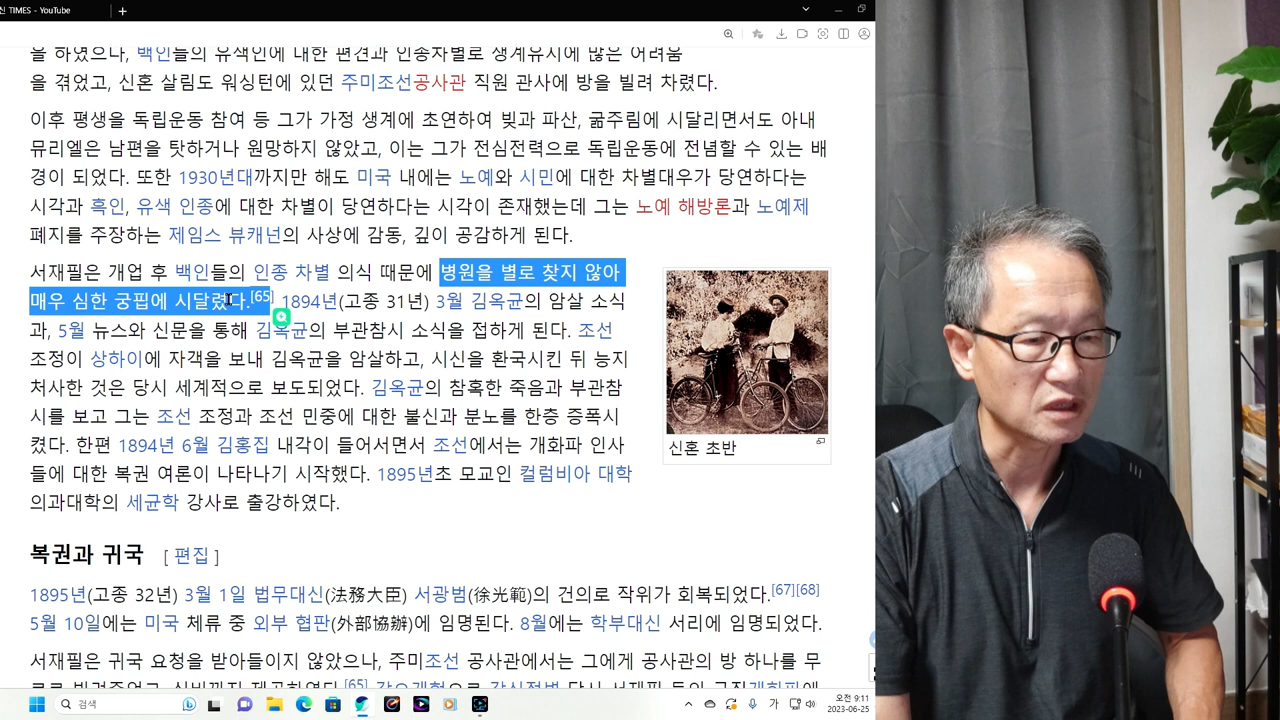 신 TIMES - YouTube
을 하였으나, 백인들의 유색인에 대한 편견과 인종차별로 생계유지에 많은 어려움
을 겪었고, 신혼 살림도 워싱턴에 있던 주미조선공사관 직원 관사에 방을 빌려 차렸다.
이후 평생을 독립운동 참여 등 그가 가정 생계에 초연하여 빚과 파산, 굶주림에 시달리면서도 아내
뮤리엘은 남편을 탓하거나 원망하지 않았고, 이는 그가 전심전력으로 독립운동에 전념할 수 있는 배
경이 되었다. 또한 1930년대까지만 해도 미국 내에는 노예와 시민에 대한 차별대우가 당연하다는
시각과 흑인, 유색 인종에 대한 차별이 당연하다는 시각이 존재했는데 그는 노예 해방론과 노예제
폐지를 주장하는 제임스 뷰캐넌의 사상에 감동, 깊이 공감하게 된다.
서재필은 개업 후 백인들의 인종 차별 의식 때문에 병원을 별로 찾지 않아
매우 심한 궁핍에 시달렸다.[65] 1894년(고종 31년) 3월 김옥균의 암살 소식
과, 5월 뉴스와 신문을 통해 김옥균의 부관참시 소식을 접하게 된다. 조선
조정이 상하이에 자객을 보내 김옥균을 암살하고, 시신을 환국시킨 뒤 능지
처사한 것은 당시 세계적으로 보도되었다. 김옥균의 참혹한 죽음과 부관참
시를 보고 그는 조선 조정과 조선 민중에 대한 불신과 분노를 한층 증폭시
켰다. 한편 1894년 6월 김홍집 내각이 들어서면서 조선에서는 개화파 인사
들에 대한 복권 여론이 나타나기 시작했다. 1895년초 모교인 컬럼비아 대학
의과대학의 세균학 강사로 출강하였다.
신혼 초반
복권과 귀국 [ 편집 ]
1895년(고종 32년) 3월 1일 법무대신(法務大臣) 서광범(徐光範)의 건의로 작위가 회복되었다.[67][68]
5월 10일에는 미국 체류 중 외부 협판(外部協辦)에 임명된다. 8월에는 학부대신 서리에 임명되었다.
서재필은 귀국 요청을 받아들이지 않았으나, 주미조선 공사관에서는 그에게 공사관의 방 하나를 무
검색
가
오전 9:11
2023-06-25